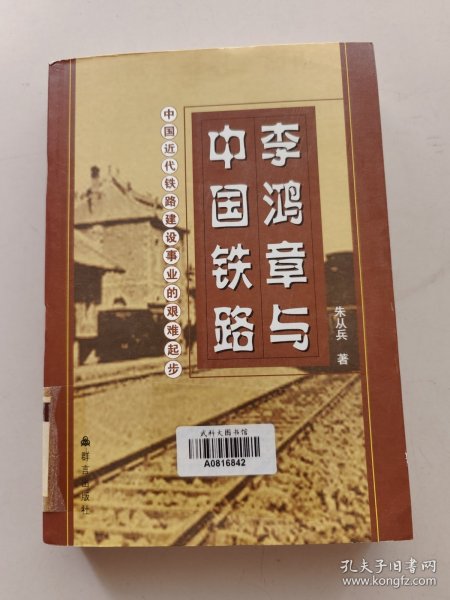 李鸿章与
中国铁路
中国近代铁路建设事业的艰难起步
朱从兵 著
武科大图书馆
A0816842
群言出版社
孔夫子旧书网
www.kongfz.com